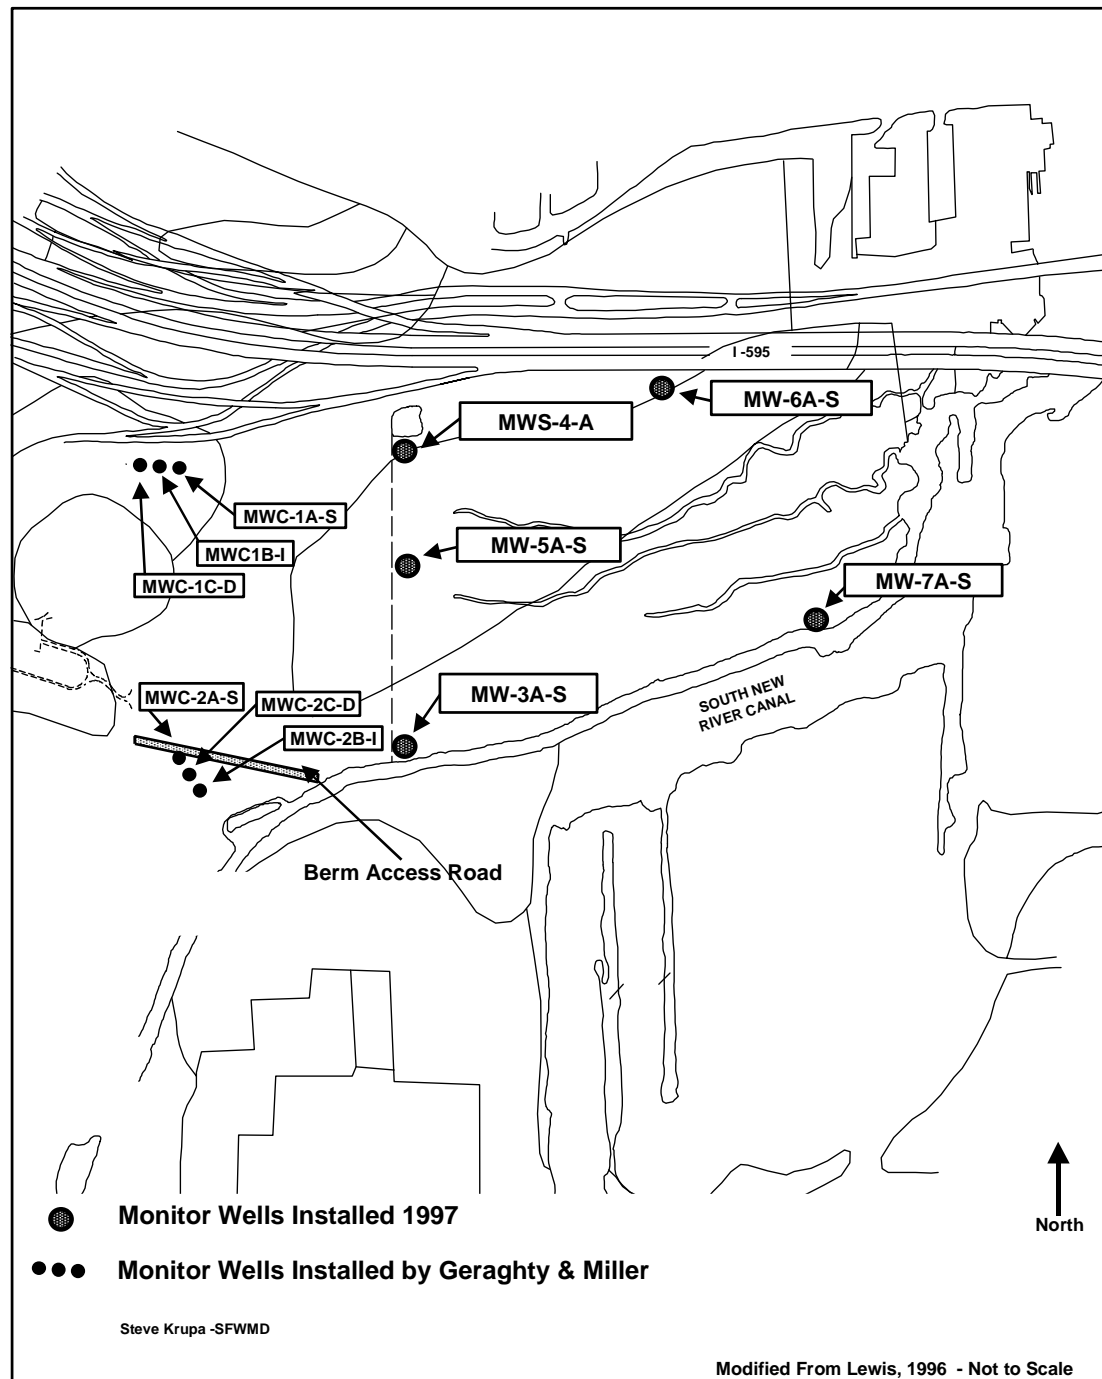 I -595
MW-6A-S
MWS-4-A
MWC-1A-S
MW-5A-S
MWC1B-I
MWC-1C-D
MW-7A-S
MWC-2A-S
MWC-2C-D
MW-3A-S
SOUTH NEW
RIVER CANAL
MWC-2B-I
Berm Access Road
Monitor Wells Installed 1997
North
Monitor Wells Installed by Geraghty & Miller
Steve Krupa -SFWMD
Modified From Lewis, 1996 - Not to Scale